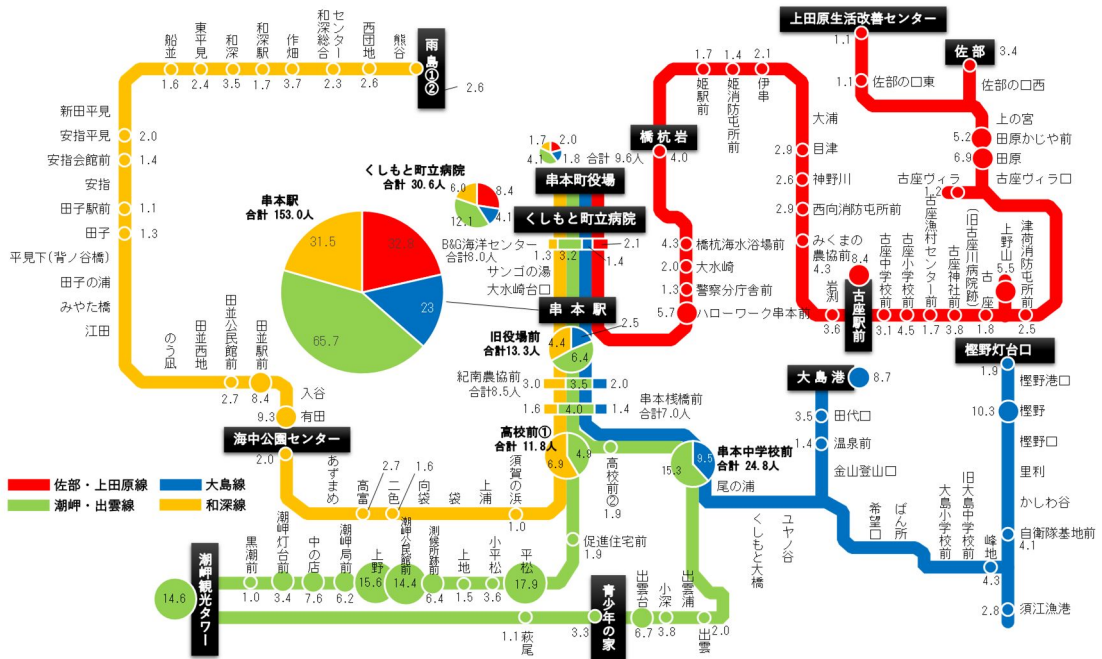 雨島①②
2.6
熊谷
西団地
2.6
和深総合
センター
2.3
作畑
3.7
和深駅
1.7
和深
3.5
東平見
2.4
船並
1.6
新田平見
安指平見
2.0
安指会館前
1.4
安指
田子駅前
1.1
田子
1.3
平見下(背ノ谷橋)
田子の浦
みやた橋
江田
のう凪
田並西地
田並公民館前
2.7
田並駅前
8.4
入谷
9.3
有田
海中公園センター
2.0
あずまめ
高富
2.7
二色
1.6
向袋
袋
上浦
須賀の浜
1.0
佐部・上田原線
大島線
潮岬・出雲線
和深線
串本駅
合計 153.0人
31.5
23
65.7
くしもと町立病院
合計 30.6人
6.0
8.4
12.1
4.1
1.7
2.0
4.1
1.8
合計 9.6人
串本町役場
くしもと町立病院
B&G海洋センター
合計8.0人
1.3
3.2
2.1
1.4
サンゴの湯
大水崎台口
串本駅
旧役場前
合計13.3人
4.4
2.5
6.4
紀南農協前
合計8.5人
3.0
3.5
2.0
串本桟橋前
合計7.0人
1.6
4.0
1.4
高校前①
合計 11.8人
6.9
4.9
高校前②
1.9
串本中学校前
合計 24.8人
9.5
15.3
尾の浦
促進住宅前
1.9
潮岬観光タワー
14.6
黒潮前
1.0
潮岬灯台前
3.4
中の店
7.6
潮岬局前
6.2
上野
15.6
潮岬公民館前
14.4
測候所跡前
6.4
上地
1.5
小平松
3.6
平松
17.9
1.1
萩尾
3.3
青少年の家
出雲台
6.7
小深
3.8
出雲浦
出雲
2.0
橋杭岩
4.0
橋杭海水浴場前
4.3
大水崎
2.0
警察分庁舎前
1.3
ハローワーク串本前
5.7
姫駅前
1.7
姫消防屯所前
1.4
伊串
2.1
大浦
目津
2.9
神野川
2.6
西向消防屯所前
2.9
みくまの
農協前
4.3
岩渕
3.6
古座駅前
8.4
古座中学校前
3.1
古座小学校前
4.5
古座漁村センター前
1.7
古座神社前
3.8
(旧古座川病院跡)
古座
1.8
上野山
5.5
津荷消防屯所前
2.5
古座ヴィラ
1.2
古座ヴィラ口
田原
6.9
田原かじや前
5.2
上の宮
佐部の口西
佐部
3.4
佐部の口東
1.1
上田原生活改善センター
1.1
大島港
8.7
田代口
3.5
温泉前
1.4
金山登山口
くしもと大橋
ユヤノ谷
希望口
ばん所
大島小学校前
旧大島中学校前
峰地
4.3
樫野灯台口
1.9
樫野港口
樫野
10.3
樫野口
里利
かしわ谷
自衛隊基地前
4.1
須江漁港
2.8